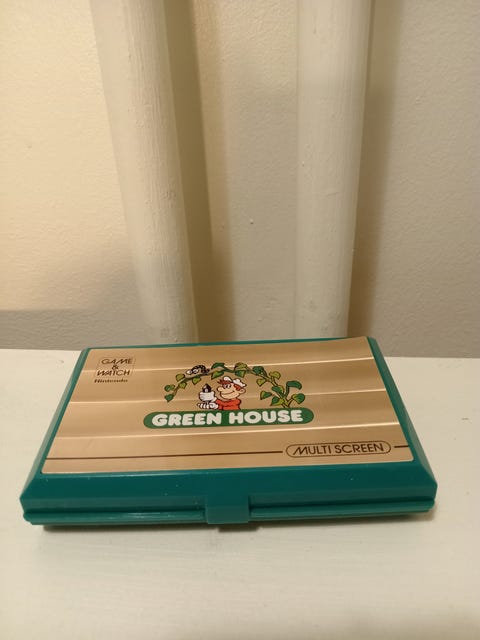 GAME
&
WATCH
Nintendo
GREEN HOUSE
MULTI SCREEN